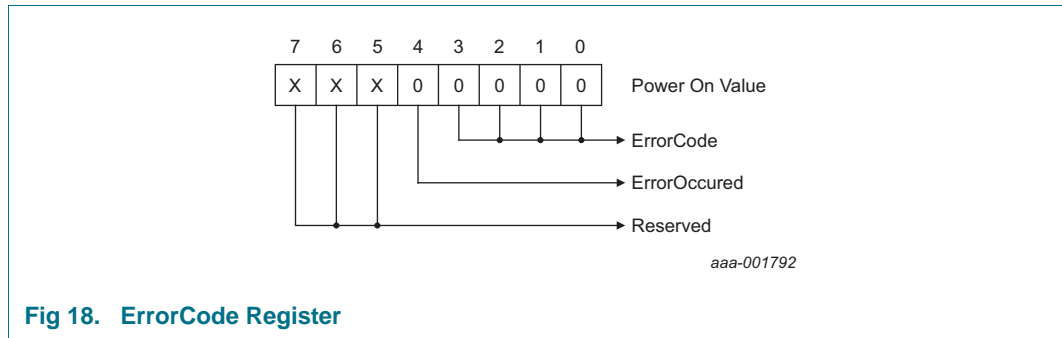 7 6 5 4 3 2 1 0
X X X 0 0 0 0 0 Power On Value
ErrorCode
ErrorOccured
Reserved
aaa-001792
Fig 18. ErrorCode Register